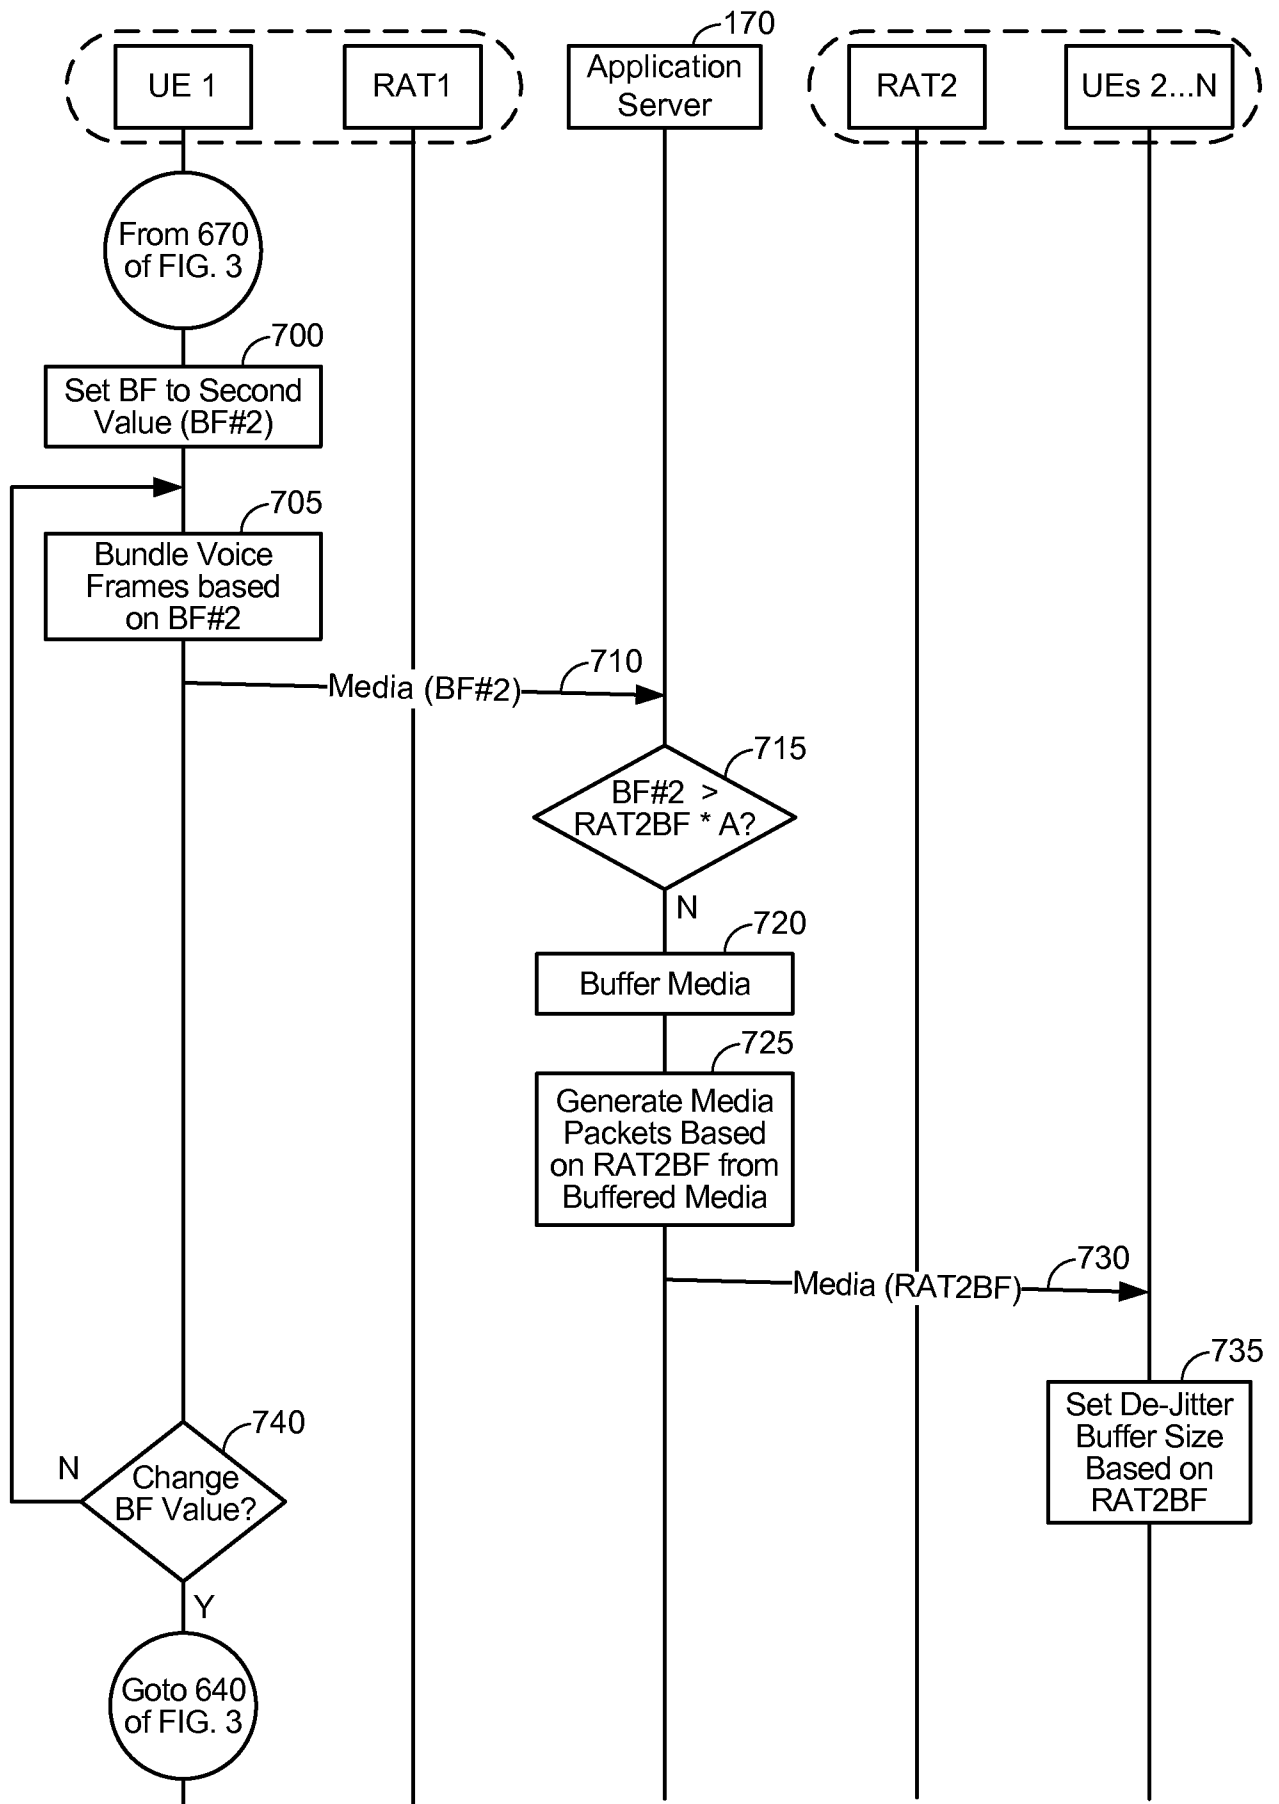 170
UE 1
RAT1
Application
Server
RAT2
UEs 2...N
From 670
of FIG. 3
700
Set BF to Second
Value (BF#2)
705
Bundle Voice
Frames based
on BF#2
710
Media (BF#2)
715
BF#2 >
RAT2BF * A?
N
720
Buffer Media
725
Generate Media
Packets Based
on RAT2BF from
Buffered Media
730
Media (RAT2BF)
735
Set De-Jitter
Buffer Size
Based on
RAT2BF
740
N
Change
BF Value?
Y
Goto 640
of FIG. 3